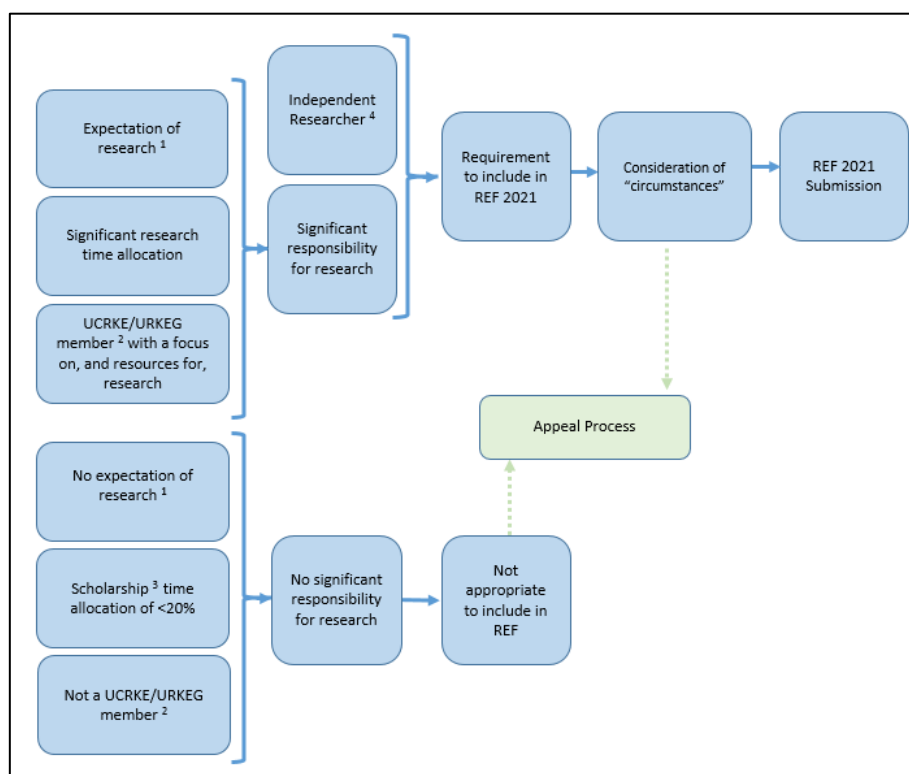 Expectation of
research 1
Significant research
time allocation
UCRKE/URKEG
member 2 with a focus
on, and resources for,
research
Independent
Researcher 4
Significant
responsibility
for research
Requirement
to include in
REF 2021
Consideration of
“circumstances”
REF 2021
Submission
Appeal Process
No expectation of
research 1
Scholarship 3 time
allocation of <20%
Not a UCRKE/URKEG
member 2
No significant
responsibility
for research
Not
appropriate
to include in
REF